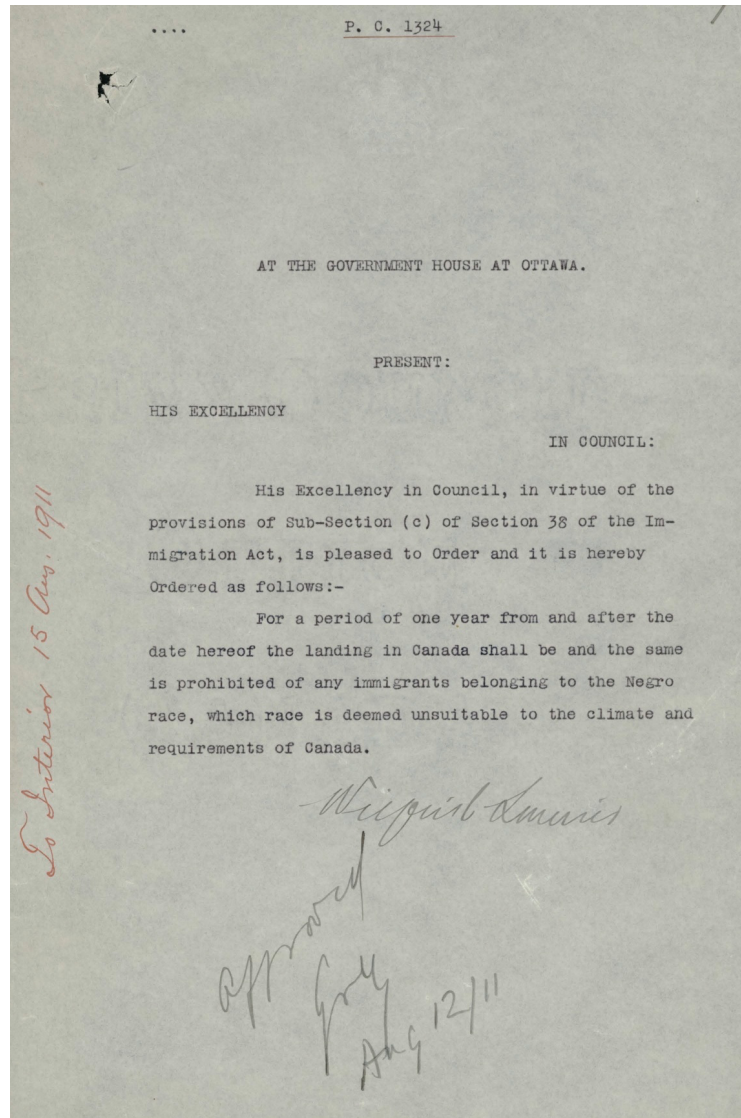 ....
P. C. 1324
AT THE GOVERNMENT HOUSE AT OTTAWA.
PRESENT:
HIS EXCELLENCY
IN COUNCIL:
His Excellency in Council, in virtue of the
provisions of Sub-Section (c) of Section 38 of the Im-
migration Act, is pleased to Order and it is hereby
Ordered as follows:-
For a period of one year from and after the
date hereof the landing in Canada shall be and the same
is prohibited of any immigrants belonging to the Negro
race, which race is deemed unsuitable to the climate and
requirements of Canada.
Wilfrid Laurier
Approved
Grey
Aug 12/11
To Interior 15 Aug. 1911